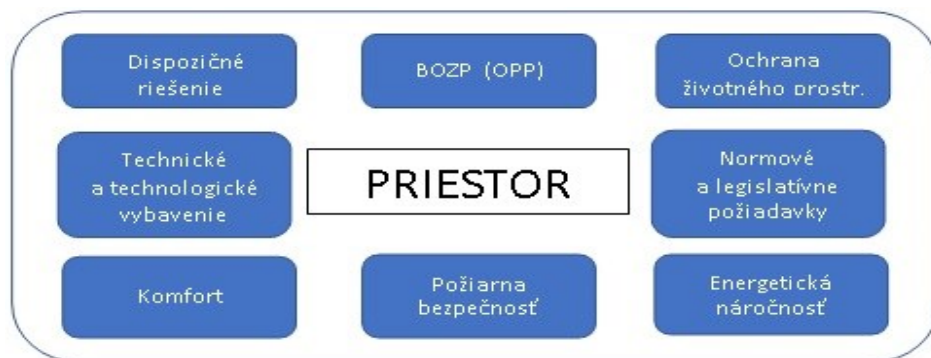 Dispozičné
riešenie
BOZP (OPP)
Ochrana
životného prostr.
Technické
a technologické
vybavenie
PRIESTOR
Normové
a legislatívne
požiadavky
Komfort
Požiarna
bezpečnosť
Energetická
náročnosť